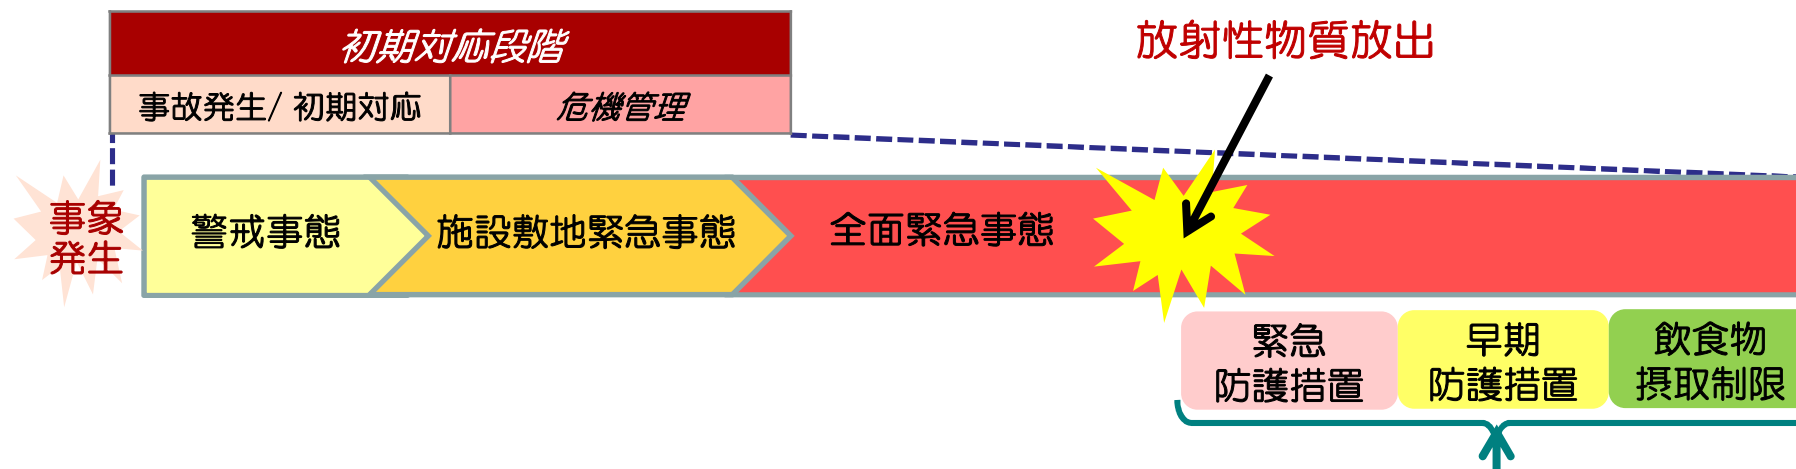 初期対応段階
放射性物質放出
事故発生/ 初期対応
危機管理
事象
発生
警戒事態
施設敷地緊急事態
全面緊急事態
緊急
防護措置
早期
防護措置
飲食物
摂取制限